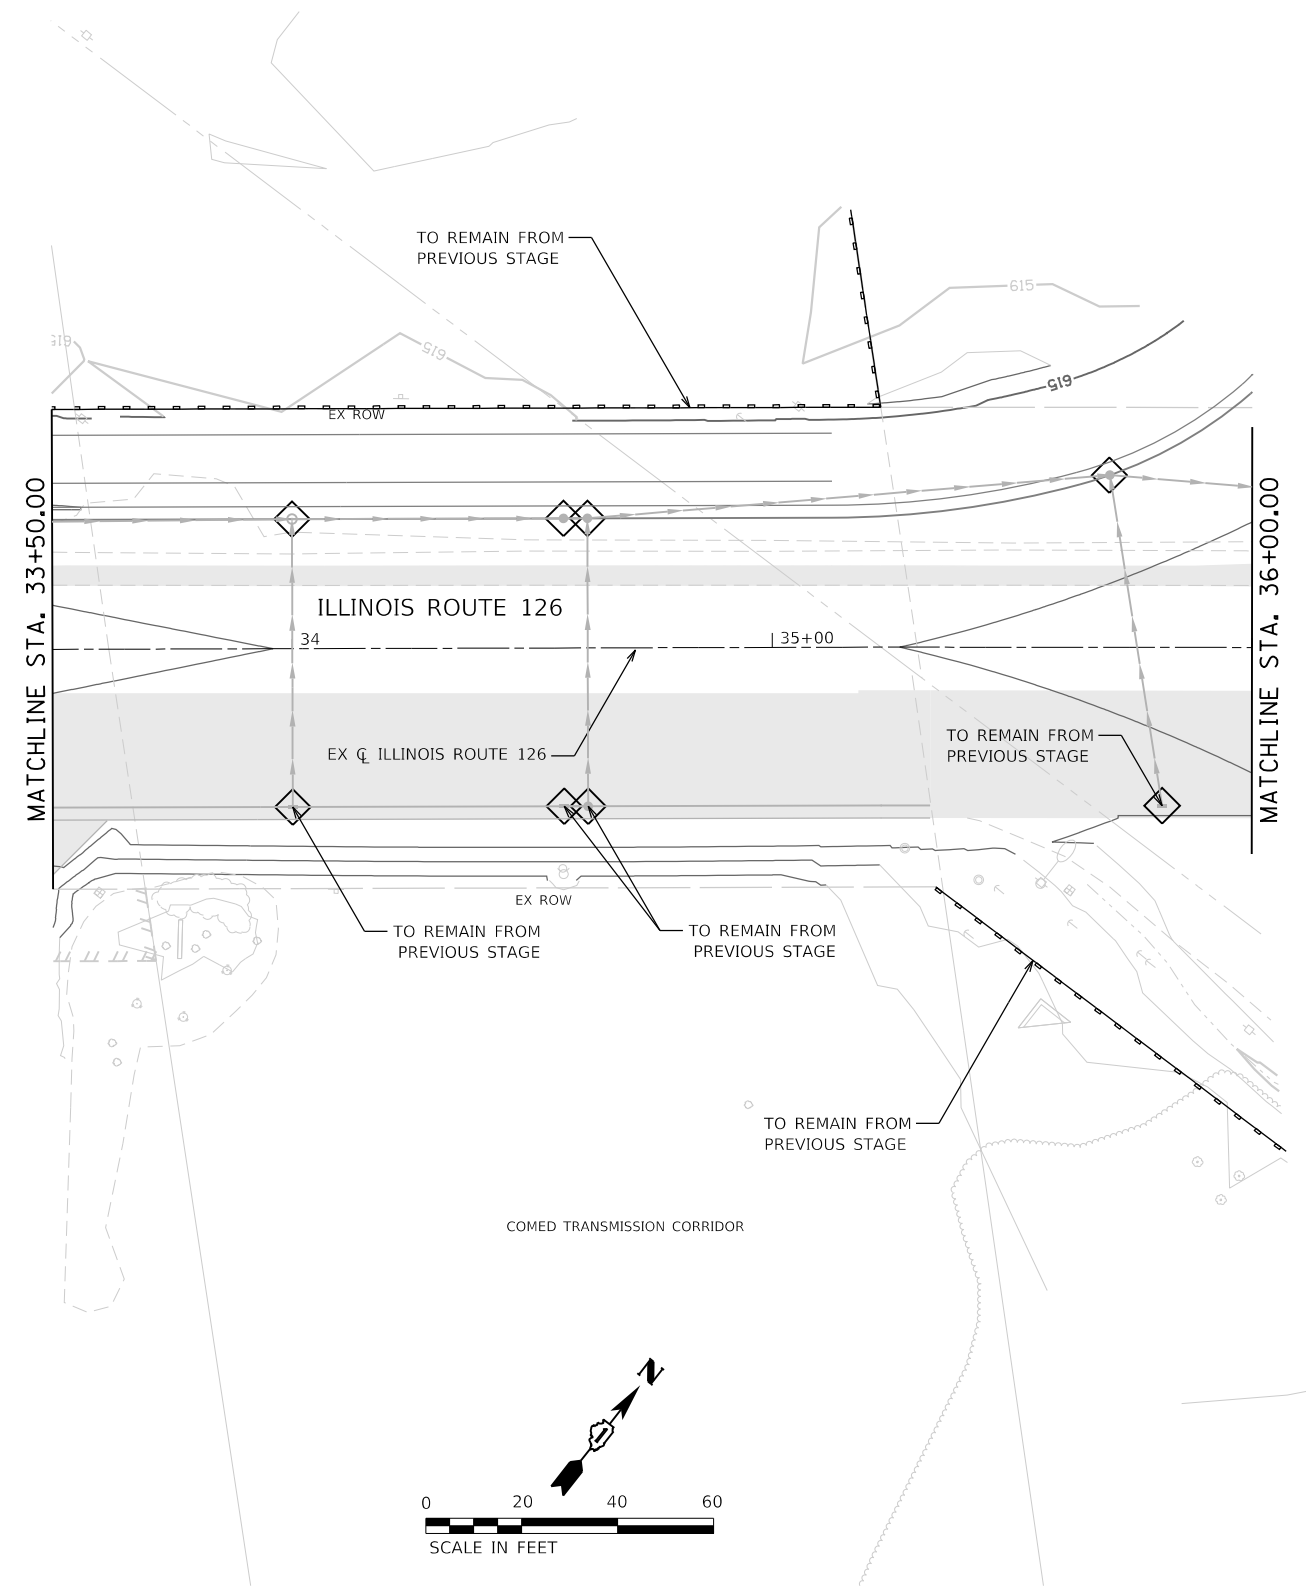 TO REMAIN FROM
PREVIOUS STAGE
615
615
615
615
EX ROW
MATCHLINE STA. 33+50.00
MATCHLINE STA. 36+00.00
ILLINOIS ROUTE 126
34
35+00
EX ℄ ILLINOIS ROUTE 126
TO REMAIN FROM
PREVIOUS STAGE
EX ROW
TO REMAIN FROM
PREVIOUS STAGE
TO REMAIN FROM
PREVIOUS STAGE
TO REMAIN FROM
PREVIOUS STAGE
COMED TRANSMISSION CORRIDOR
N
0 20 40 60
SCALE IN FEET